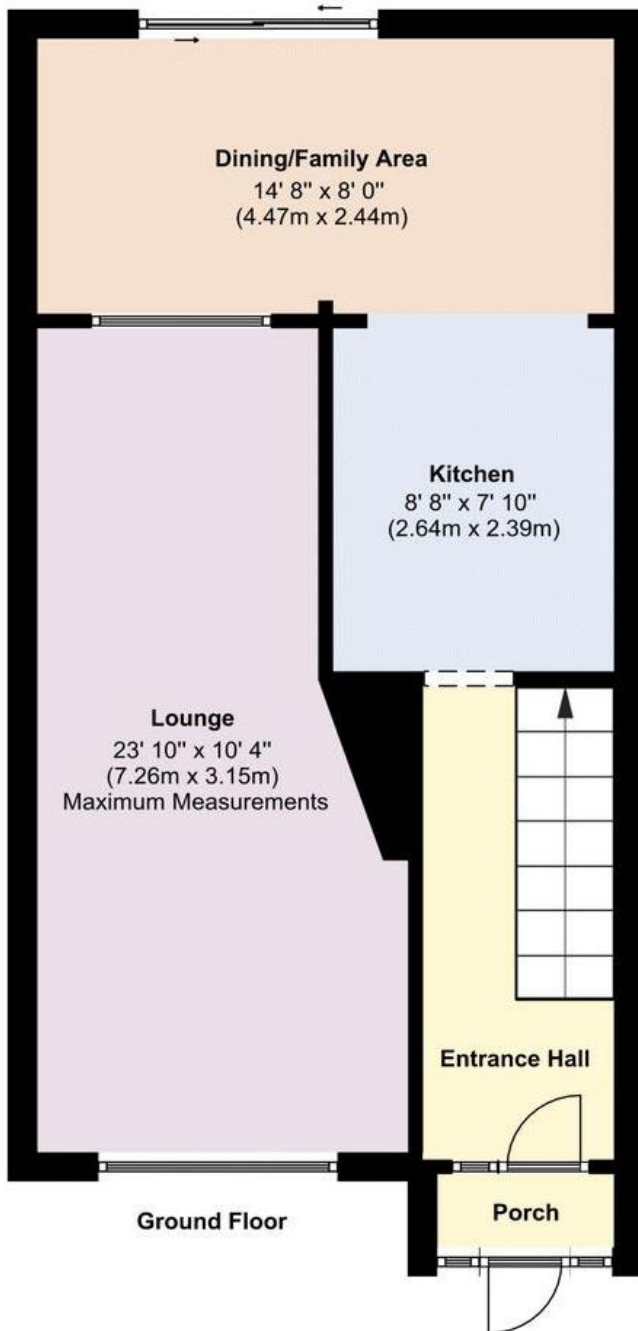 Dining/Family Area
14' 8" x 8' 0"
(4.47m x 2.44m)
Kitchen
8' 8" x 7' 10"
(2.64m x 2.39m)
Lounge
23' 10" x 10' 4"
(7.26m x 3.15m)
Maximum Measurements
Entrance Hall
Porch
Ground Floor